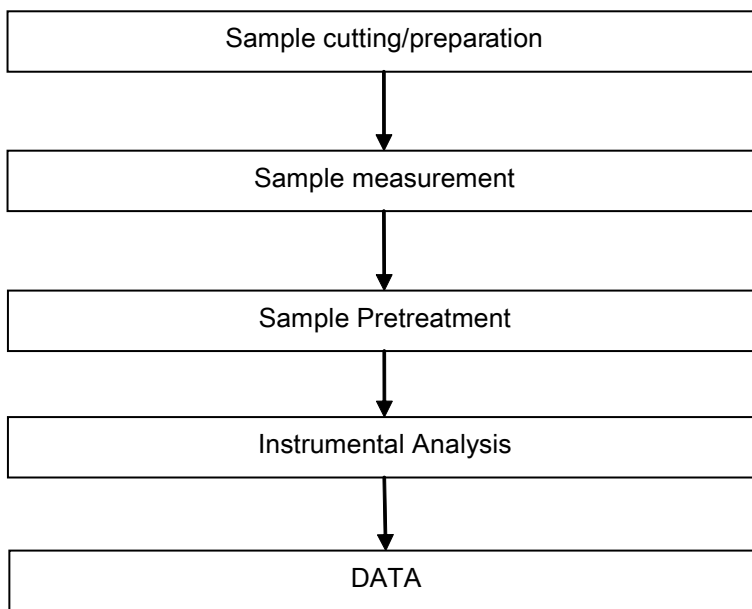 Sample cutting/preparation
Sample measurement
Sample Pretreatment
Instrumental Analysis
DATA